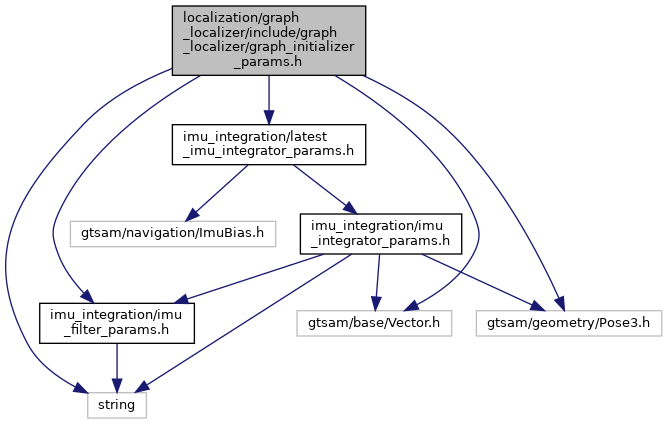 localization/graph
_localizer/include/graph
_localizer/graph_initializer
_params.h
imu_integration/latest
_imu_integrator_params.h
gtsam/navigation/ImuBias.h
imu_integration/imu
_integrator_params.h
imu_integration/imu
_filter_params.h
gtsam/base/Vector.h
gtsam/geometry/Pose3.h
string